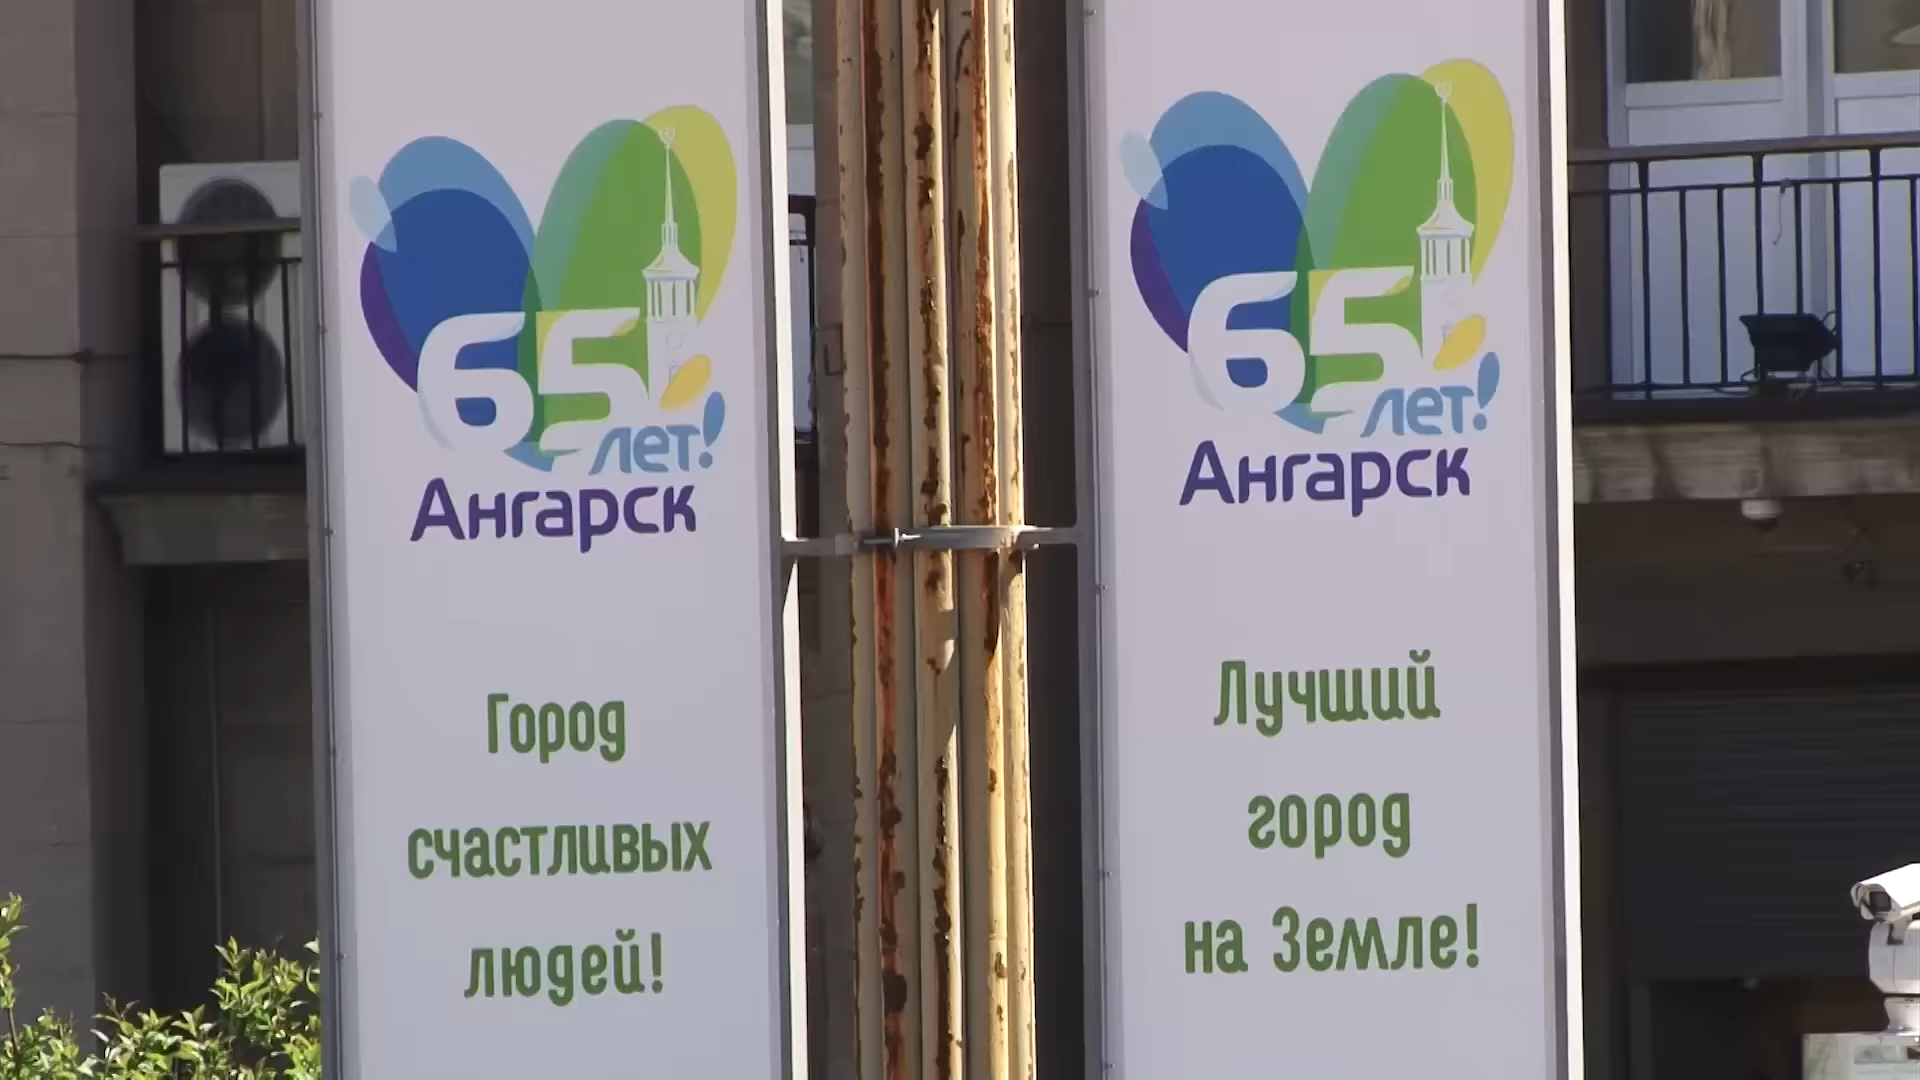 65
лет!
Ангарск
Город
счастливых
людей!
65
лет!
Ангарск
Лучший
город
на Земле!